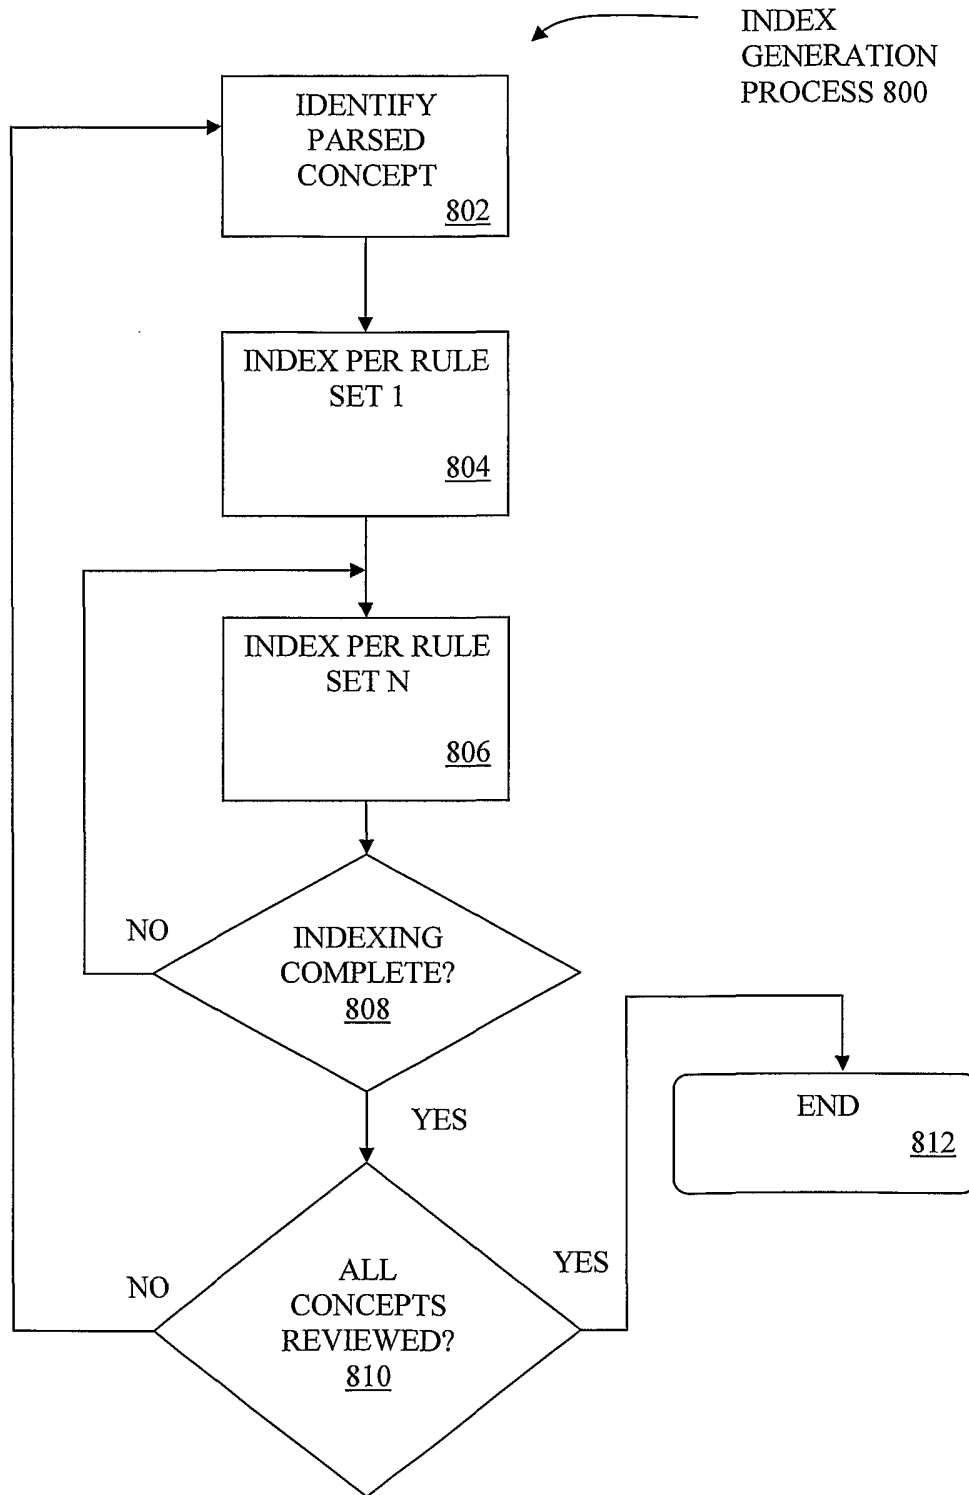 INDEX
GENERATION
PROCESS 800
IDENTIFY
PARSED
CONCEPT
802
INDEX PER RULE
SET 1
804
INDEX PER RULE
SET N
806
NO
INDEXING
COMPLETE?
808
YES
END
812
NO
YES
ALL
CONCEPTS
REVIEWED?
810